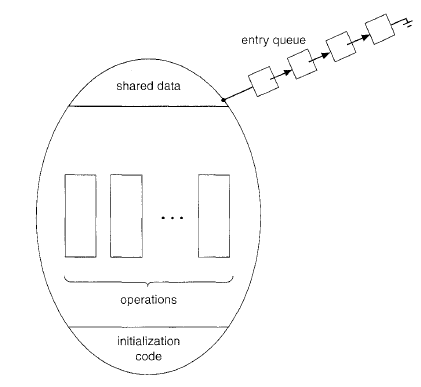 entry queue
shared data
. . .
operations
initialization
code